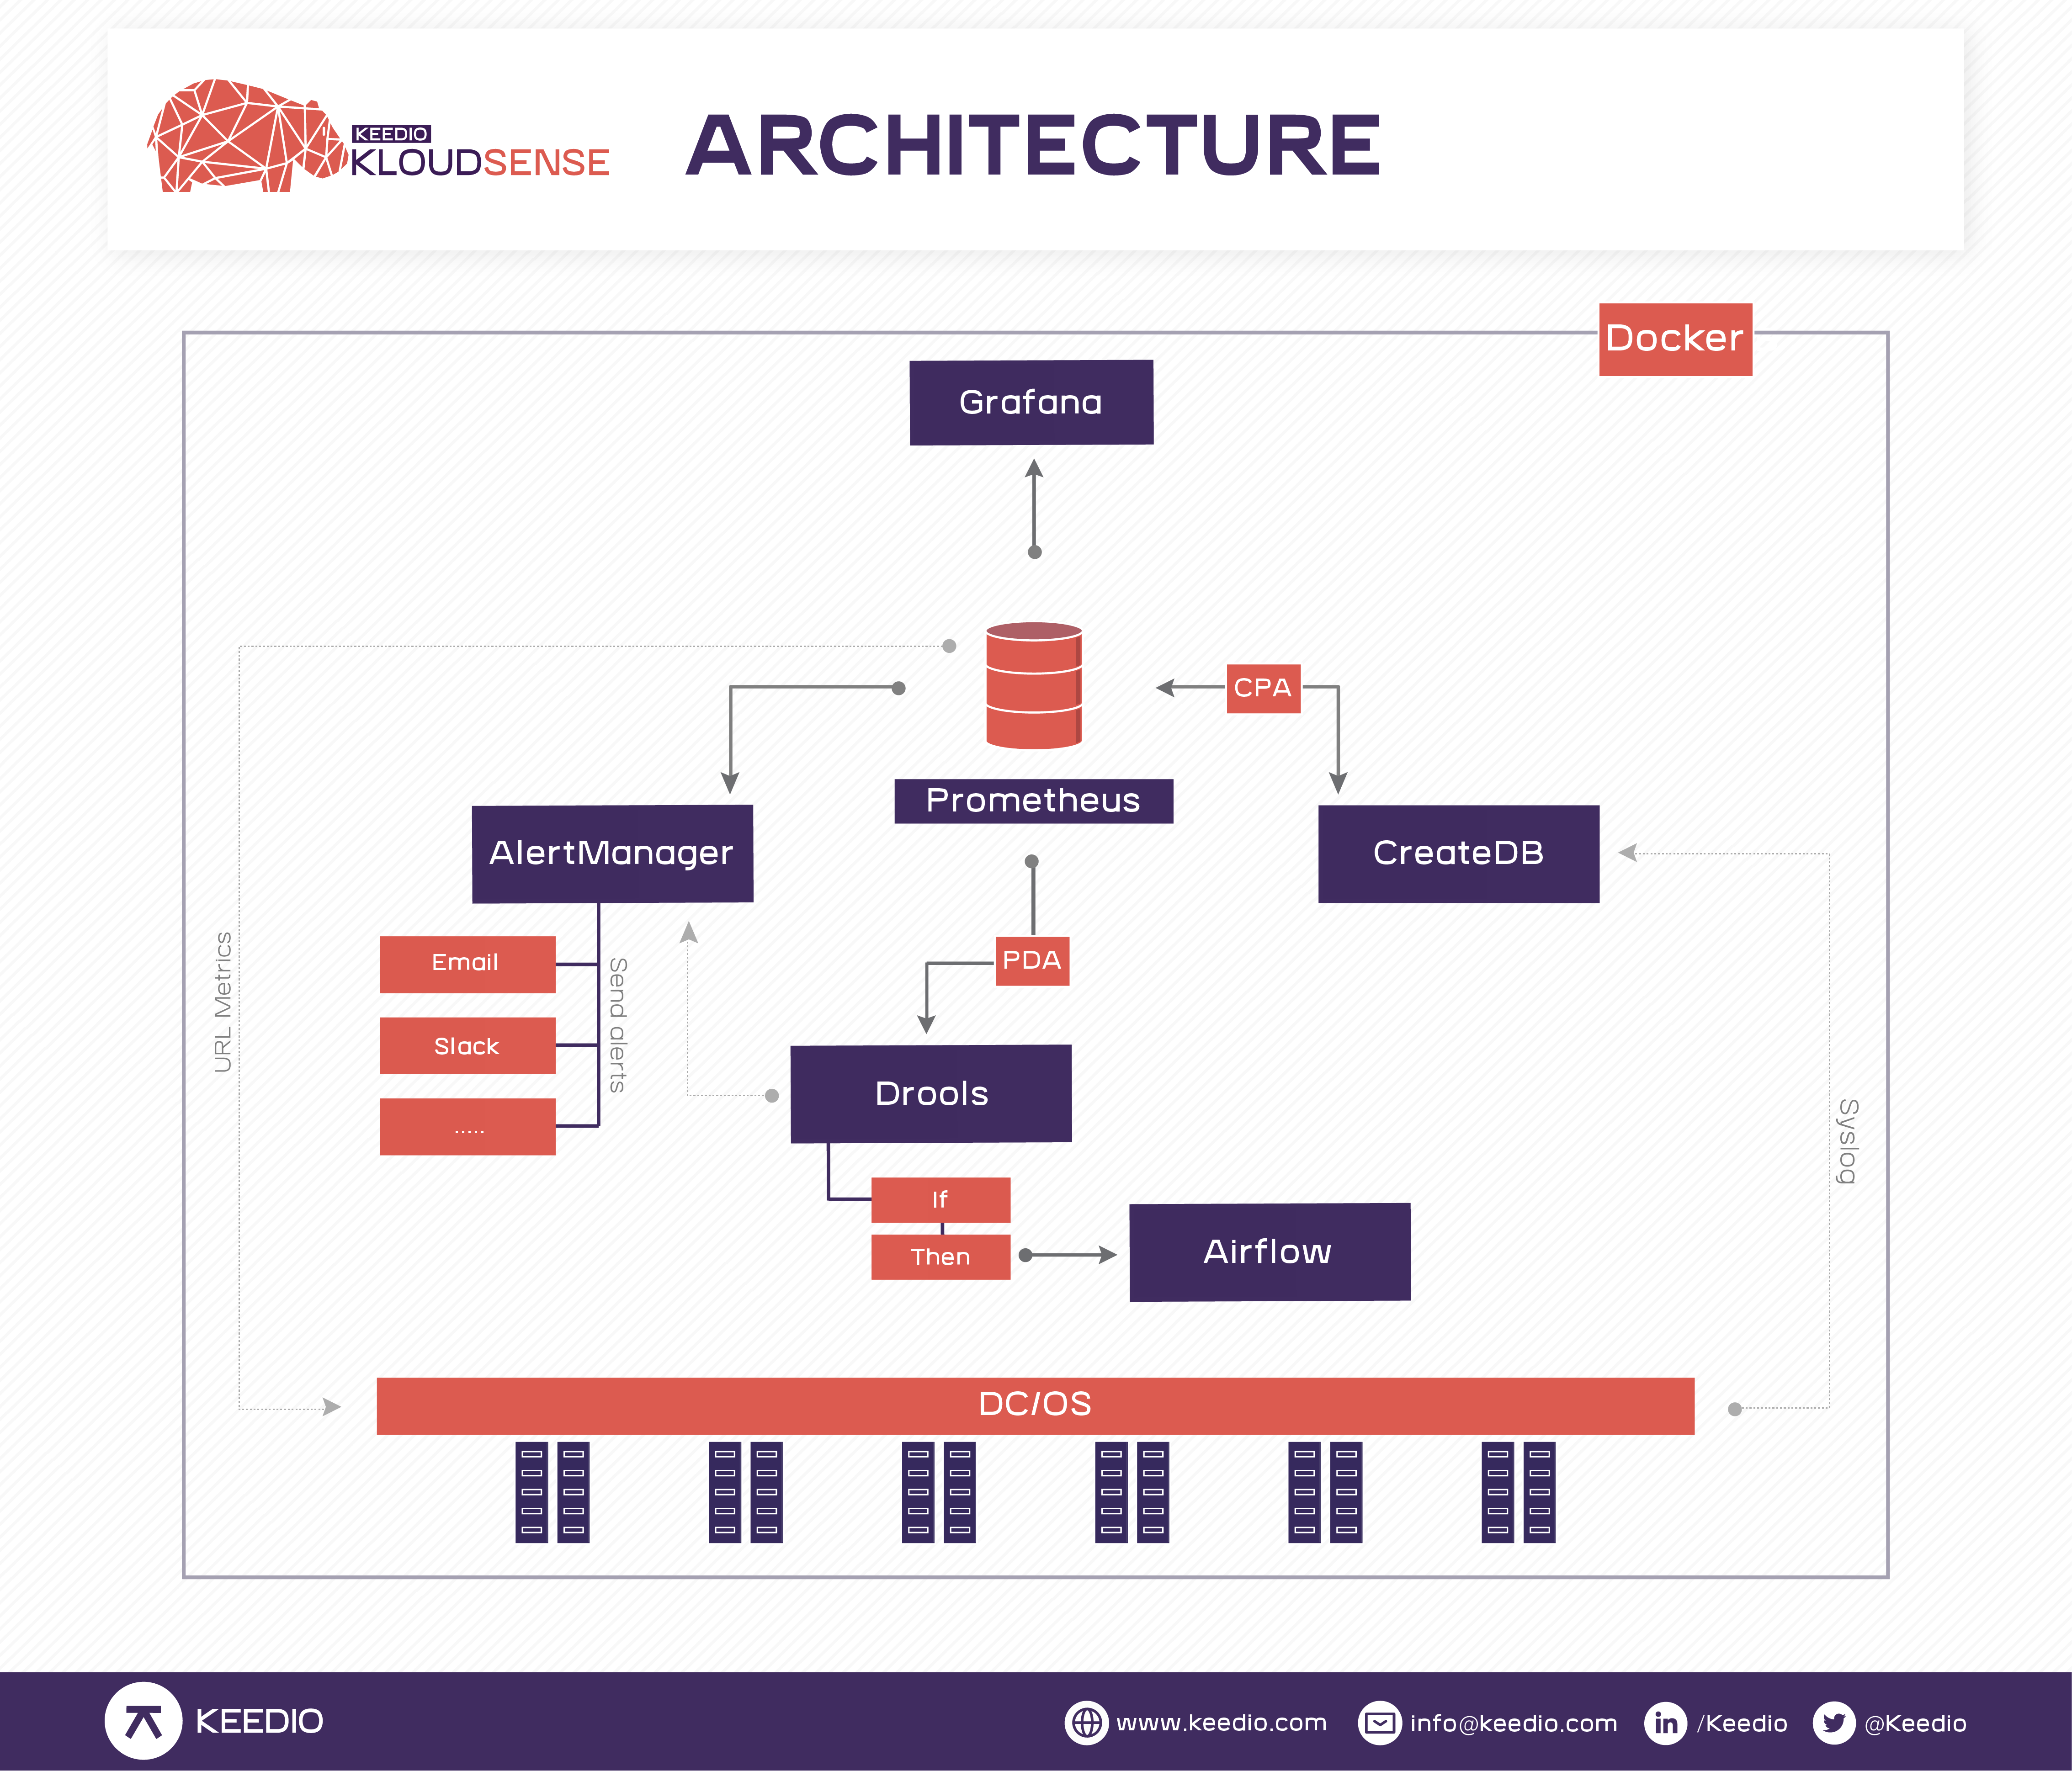 KEEDIO
KLOUDSENSE
ARCHITECTURE
Docker
Grafana
CPA
Prometheus
AlertManager
CreateDB
Email
Slack
.....
Send alerts
URL Metrics
PDA
Drools
If
Then
Airflow
Syslog
DC/OS
KEEDIO
www.keedio.com
info@keedio.com
in /Keedio
@Keedio